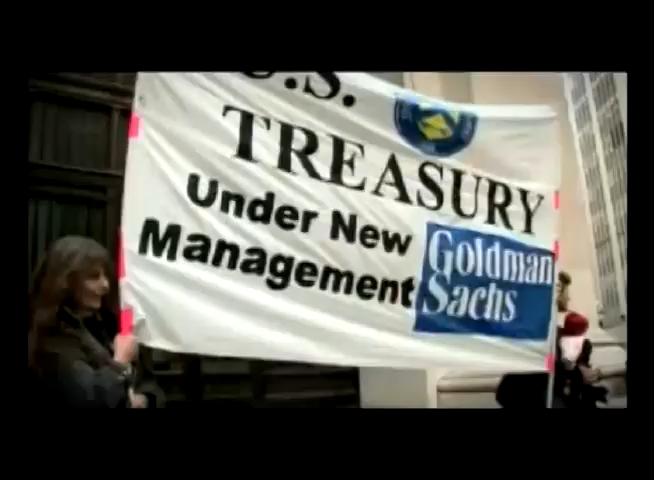 U.S.
TREASURY
Under New
Management
Goldman
Sachs